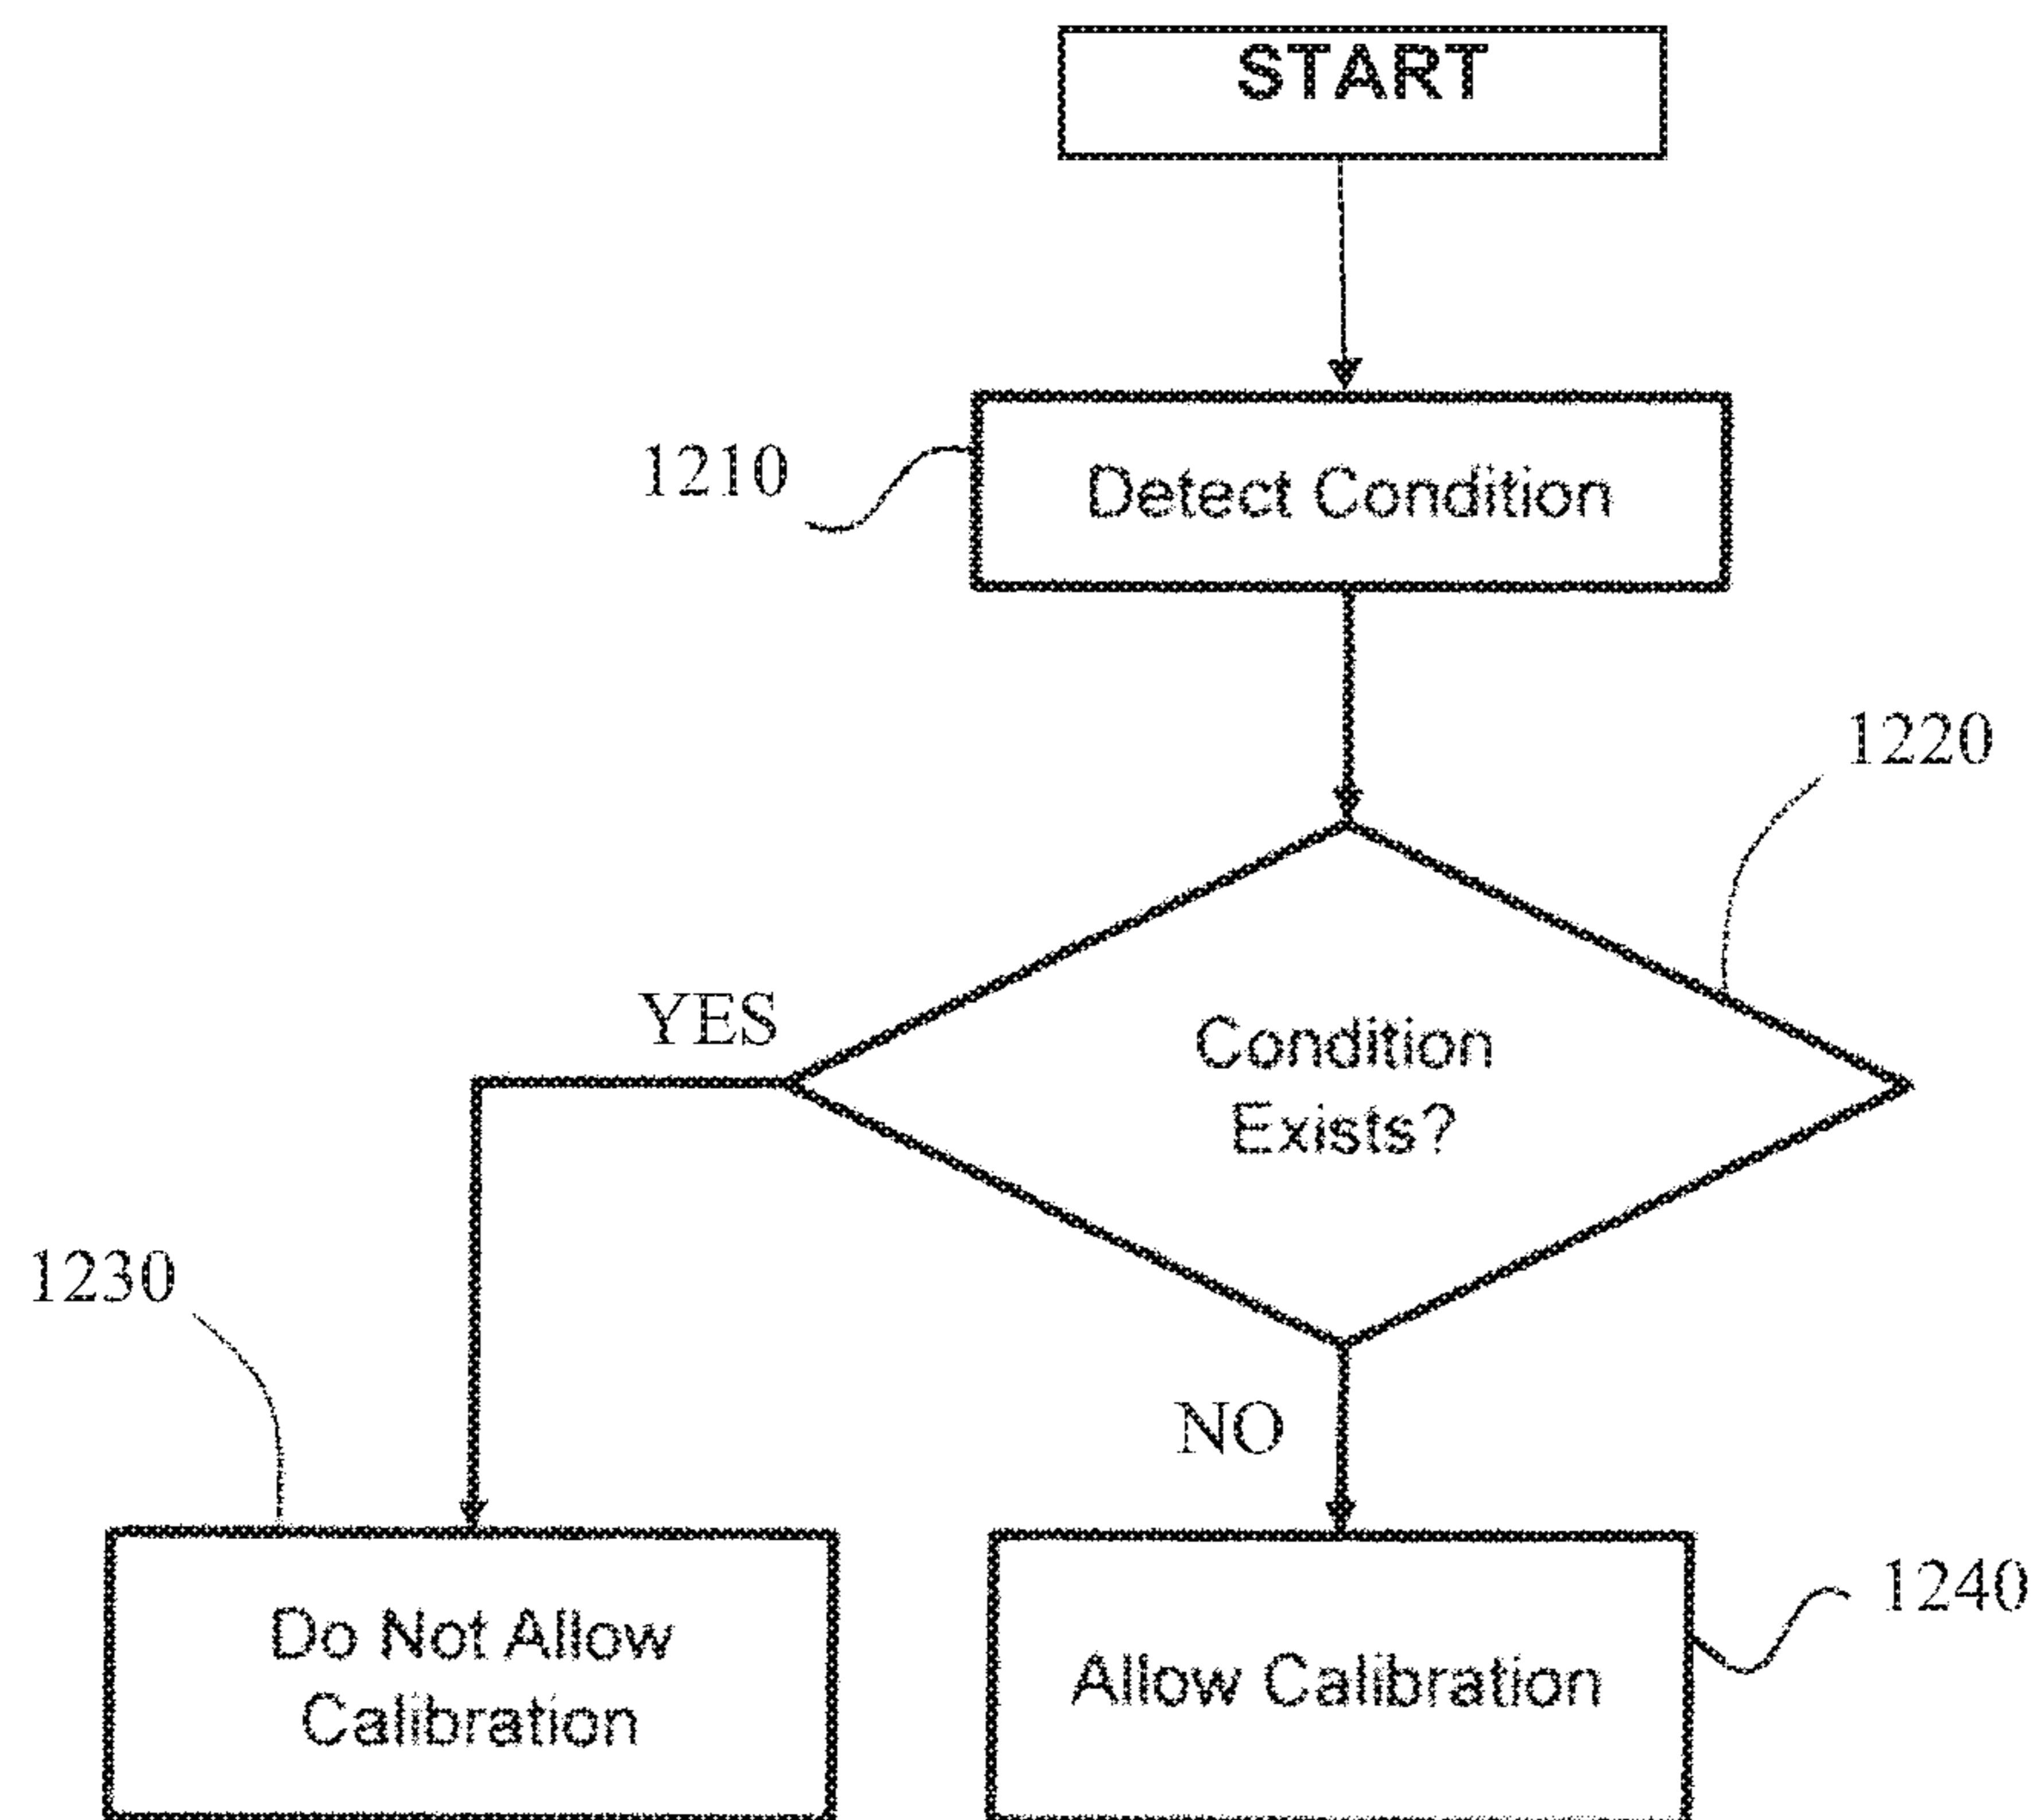 START
1210
Detect Condition
1220
YES
Condition
Exists?
1230
NO
Do Not Allow
Calibration
Allow Calibration
1240